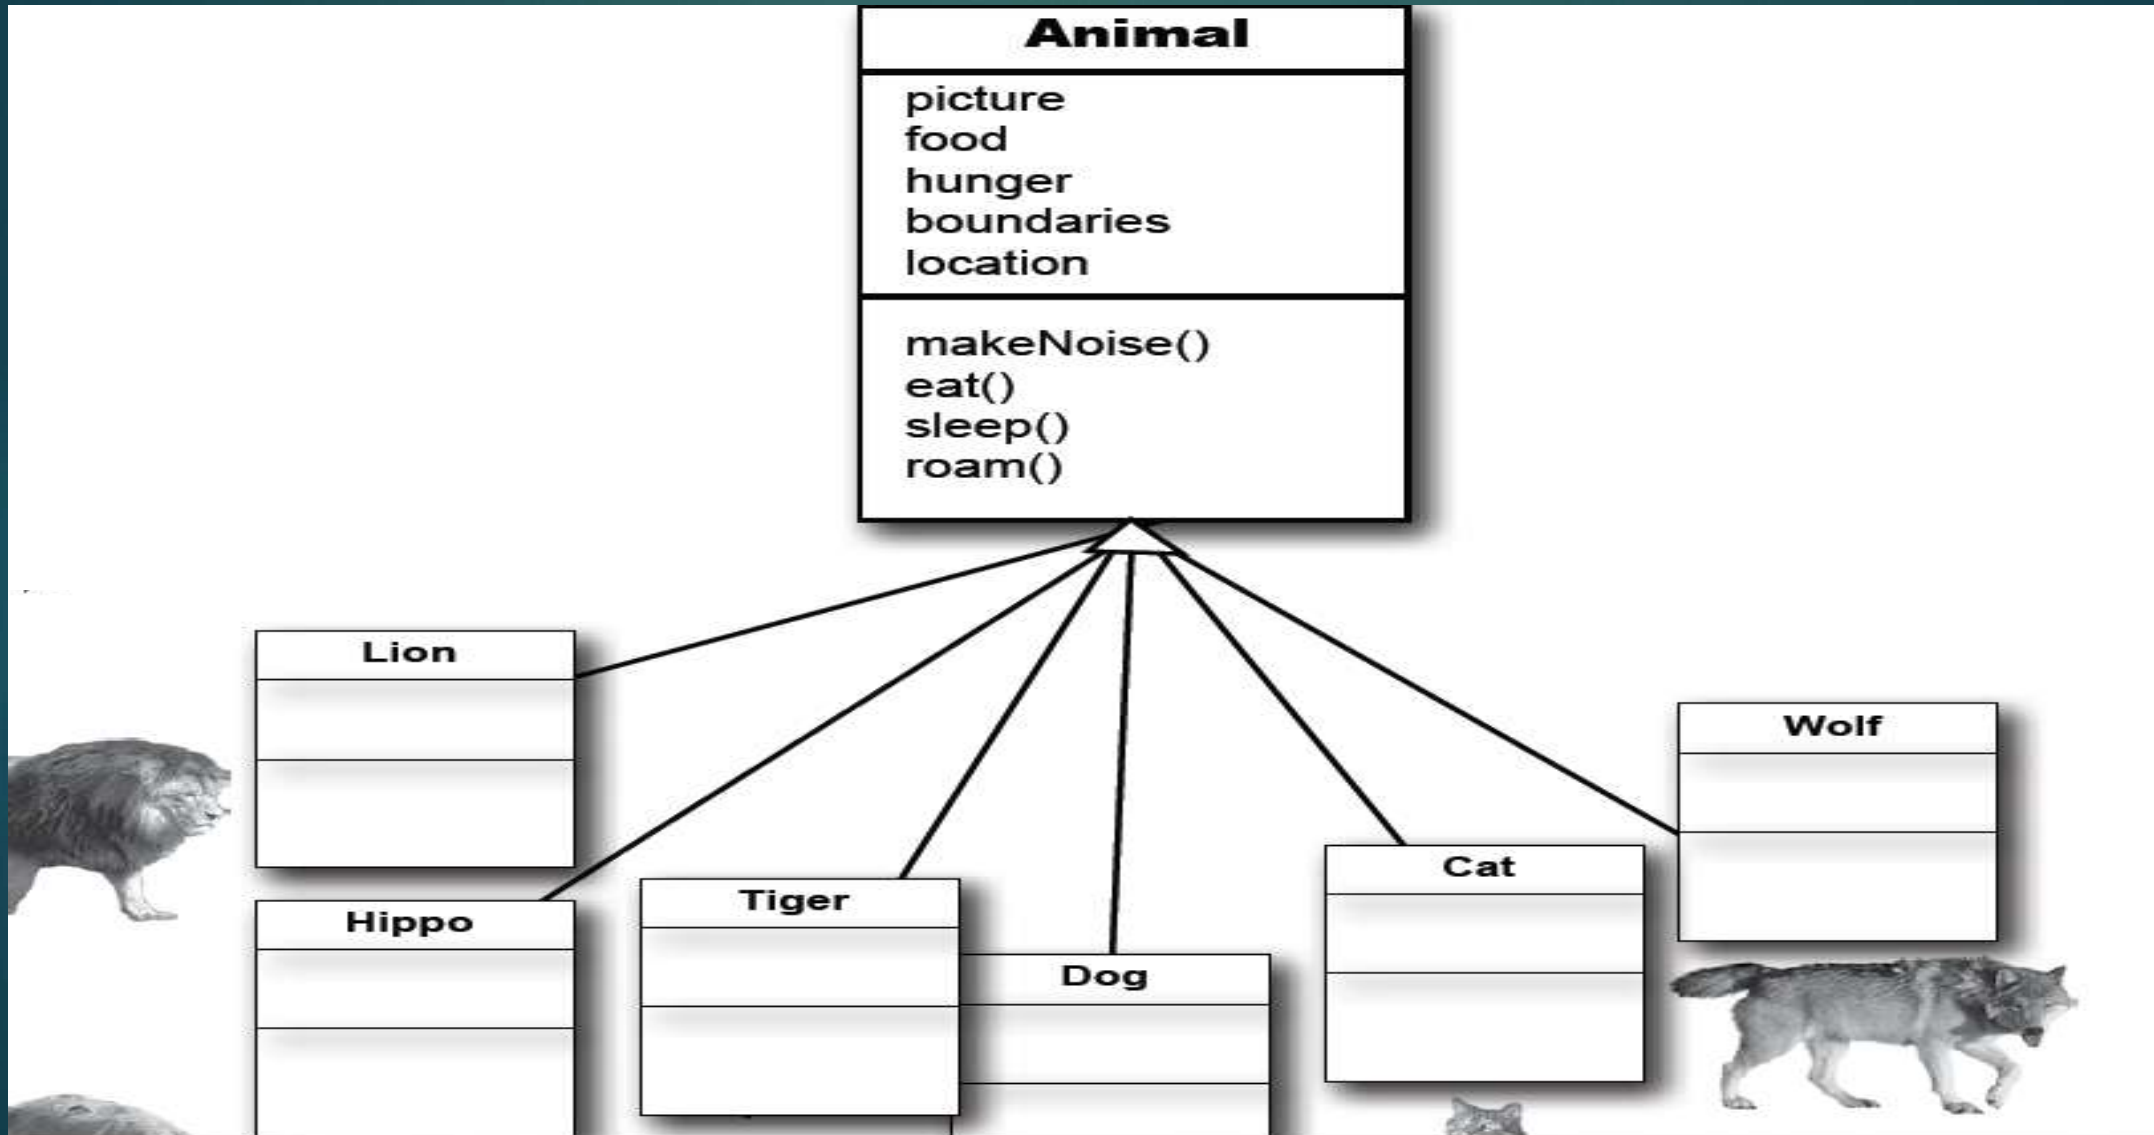 Animal
picture
food
hunger
boundaries
location
makeNoise()
eat()
sleep()
roam()
Lion
Wolf
Cat
Tiger
Hippo
Dog